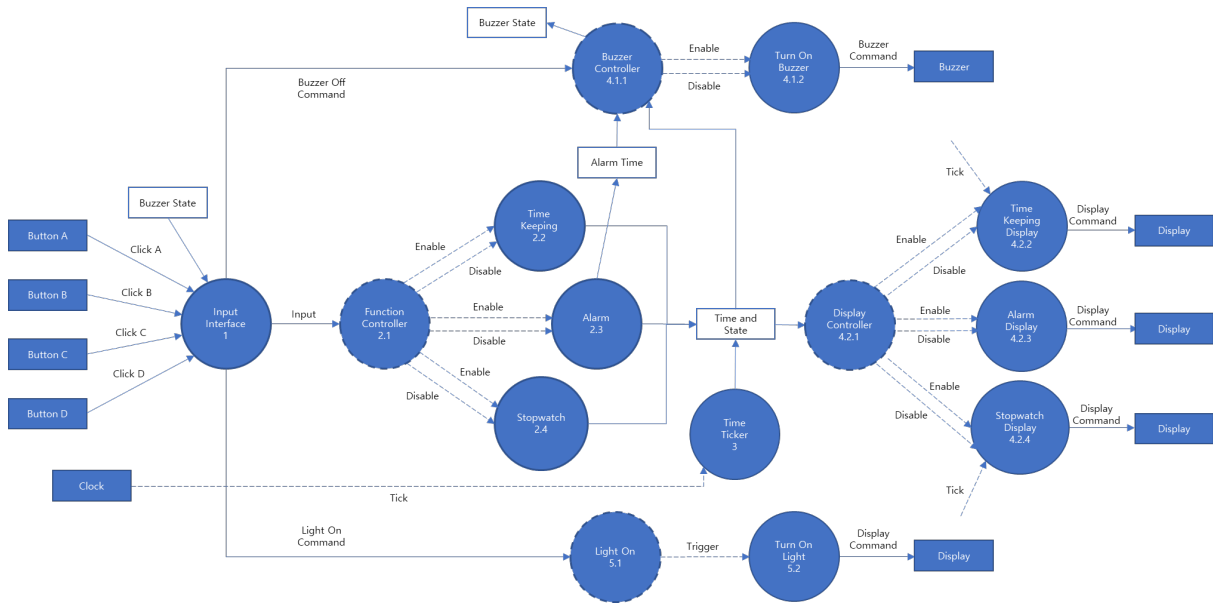 Buzzer State
Buzzer
Controller
4.1.1
Enable
Disable
Turn On
Buzzer
4.1.2
Buzzer
Command
Buzzer
Buzzer Off
Command
Alarm Time
Tick
Buzzer State
Button A
Click A
Button B
Click B
Button C
Click C
Button D
Click D
Input
Interface
1
Input
Function
Controller
2.1
Enable
Disable
Time
Keeping
2.2
Enable
Disable
Alarm
2.3
Enable
Disable
Stopwatch
2.4
Time and
State
Time
Ticker
3
Display
Controller
4.2.1
Enable
Disable
Time
Keeping
Display
4.2.2
Display
Command
Display
Enable
Disable
Alarm
Display
4.2.3
Display
Command
Display
Enable
Disable
Stopwatch
Display
4.2.4
Display
Command
Display
Tick
Clock
Tick
Light On
Command
Light On
5.1
Trigger
Turn On
Light
5.2
Display
Command
Display